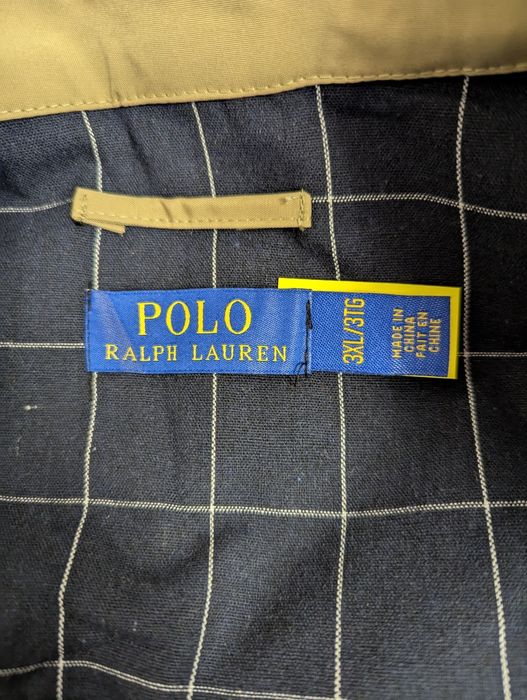 POLO
RALPH LAUREN
3XL/3TG
MADE IN
CHINA
FAIT EN
CHINE